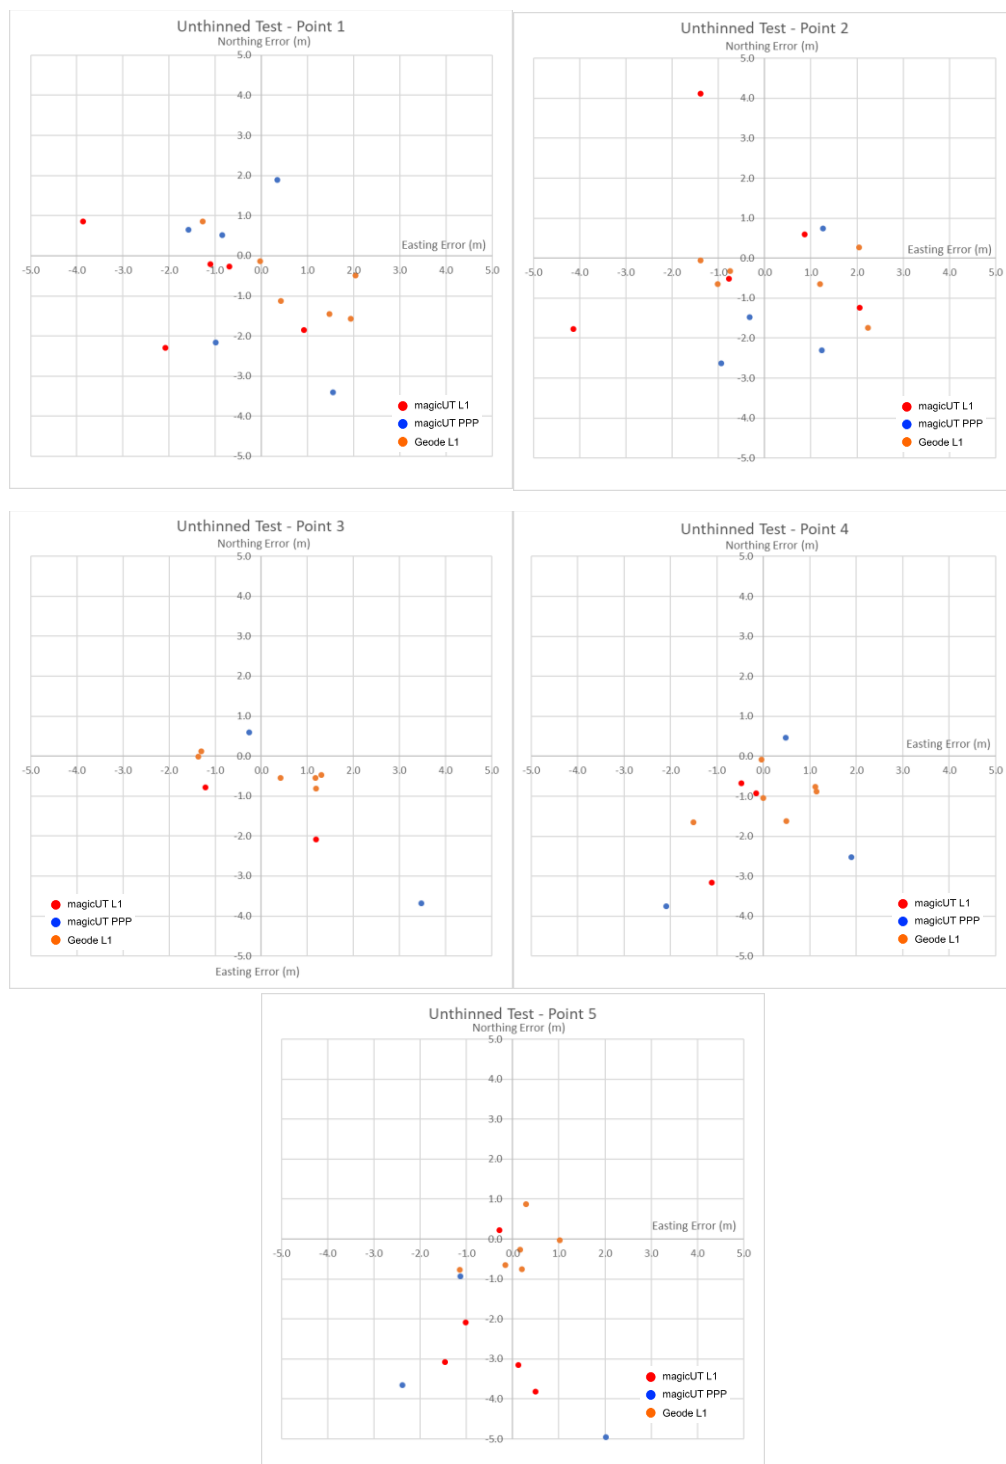 Unthinned Test - Point 1
Northing Error (m)
5.0
4.0
3.0
2.0
1.0
Easting Error (m)
0.0
-5.0 -4.0 -3.0 -2.0 -1.0 0.0 1.0 2.0 3.0 4.0 5.0
-1.0
-2.0
-3.0
-4.0
-5.0
magicUT L1
magicUT PPP
Geode L1
Unthinned Test - Point 2
Northing Error (m)
5.0
4.0
3.0
2.0
1.0
Easting Error (m)
0.0
-5.0 -4.0 -3.0 -2.0 -1.0 0.0 1.0 2.0 3.0 4.0 5.0
-1.0
-2.0
-3.0
-4.0
-5.0
magicUT L1
magicUT PPP
Geode L1
Unthinned Test - Point 3
Northing Error (m)
5.0
4.0
3.0
2.0
1.0
0.0
-5.0 -4.0 -3.0 -2.0 -1.0 0.0 1.0 2.0 3.0 4.0 5.0
-1.0
-2.0
-3.0
-4.0
-5.0
magicUT L1
magicUT PPP
Geode L1
Easting Error (m)
Unthinned Test - Point 4
Northing Error (m)
5.0
4.0
3.0
2.0
1.0
Easting Error (m)
0.0
-5.0 -4.0 -3.0 -2.0 -1.0 0.0 1.0 2.0 3.0 4.0 5.0
-1.0
-2.0
-3.0
-4.0
-5.0
magicUT L1
magicUT PPP
Geode L1
Unthinned Test - Point 5
Northing Error (m)
5.0
4.0
3.0
2.0
1.0
Easting Error (m)
0.0
-5.0 -4.0 -3.0 -2.0 -1.0 0.0 1.0 2.0 3.0 4.0 5.0
-1.0
-2.0
-3.0
-4.0
-5.0
magicUT L1
magicUT PPP
Geode L1